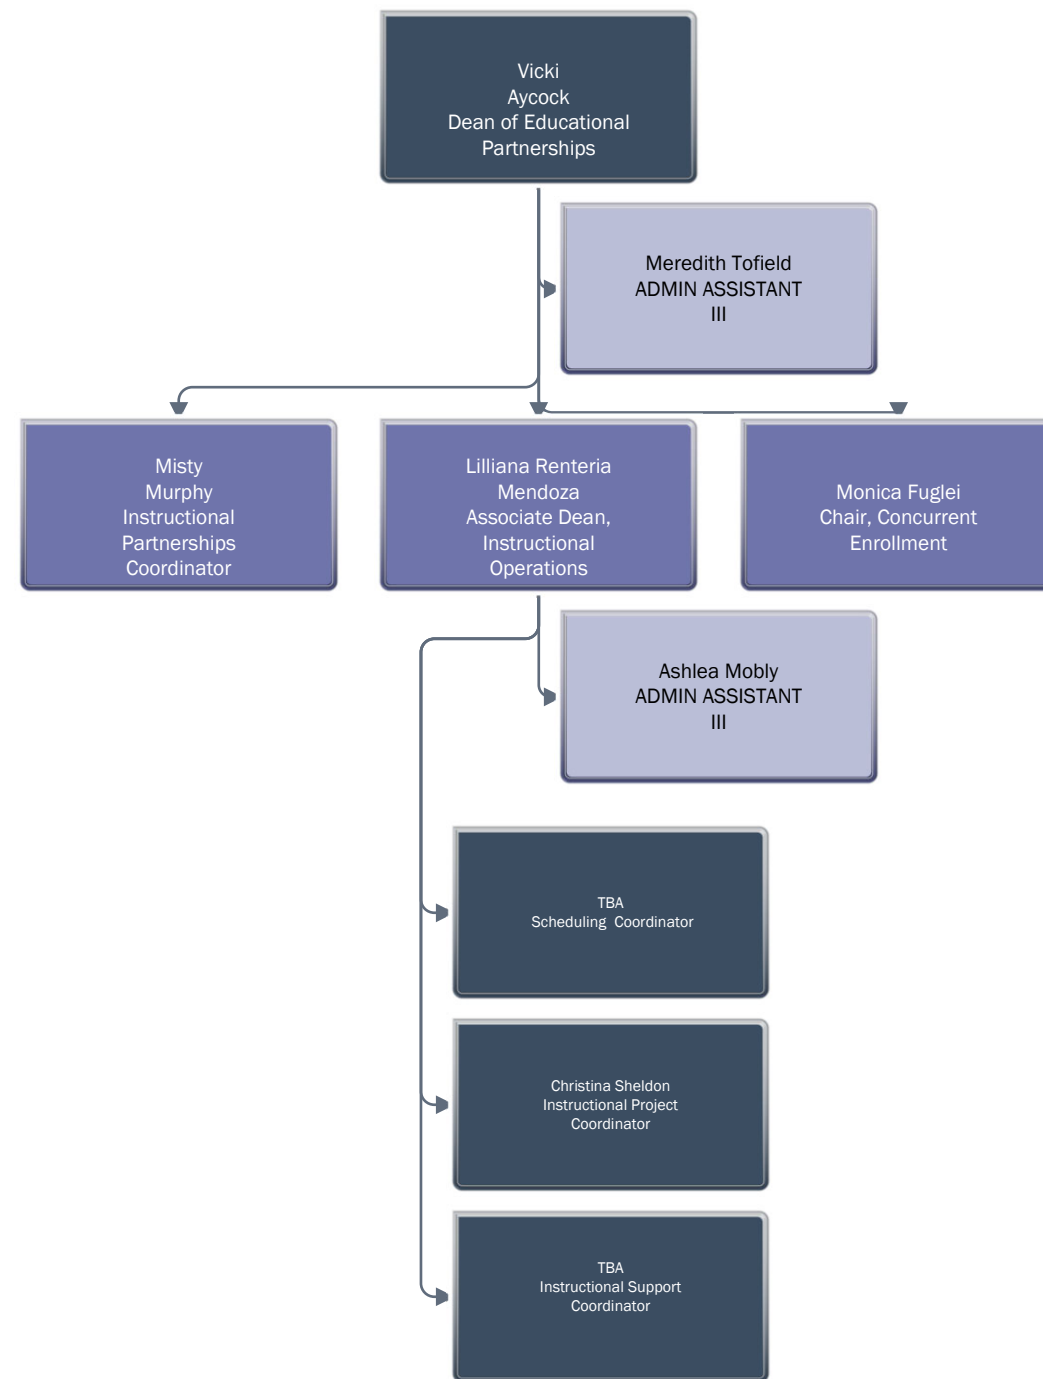 Vicki
Aycock
Dean of Educational
Partnerships
Meredith Tofield
ADMIN ASSISTANT
III
Misty
Murphy
Instructional
Partnerships
Coordinator
Lilliana Renteria
Mendoza
Associate Dean,
Instructional
Operations
Monica Fuglei
Chair, Concurrent
Enrollment
Ashlea Mobly
ADMIN ASSISTANT
III
TBA
Scheduling Coordinator
Christina Sheldon
Instructional Project
Coordinator
TBA
Instructional Support
Coordinator